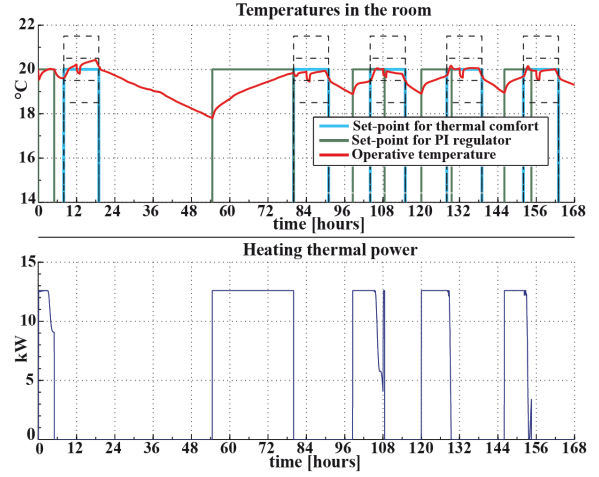 Temperatures in the room
22
20
18
16
14
°C
Set-point for thermal comfort
Set-point for PI regulator
Operative temperature
0 12 24 36 48 60 72 84 96 108 120 132 144 156 168
time [hours]
Heating thermal power
15
10
5
0
kW
0 12 24 36 48 60 72 84 96 108 120 132 144 156 168
time [hours]